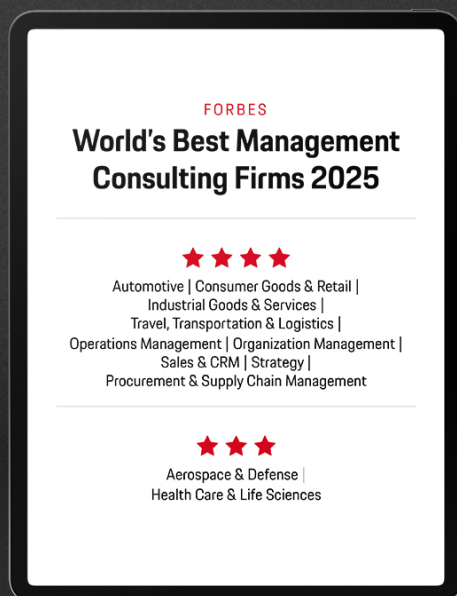 FORBES
World's Best Management
Consulting Firms 2025
Automotive | Consumer Goods & Retail |
Industrial Goods & Services |
Travel, Transportation & Logistics |
Operations Management | Organization Management |
Sales & CRM | Strategy |
Procurement & Supply Chain Management
Aerospace & Defense |
Health Care & Life Sciences